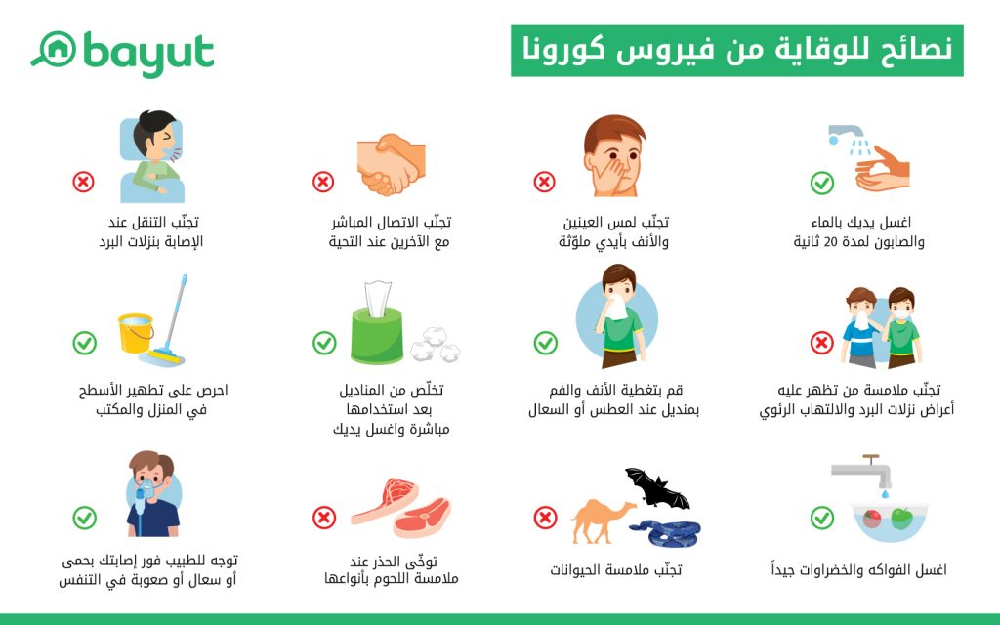 bayut
نصائح للوقاية من فيروس كورونا
اغسل يديك بالماء
والصابون لمدة 20 ثانية
تجنّب لمس العينين
والأنف بأيدي ملوّثة
تجنّب الاتصال المباشر
مع الآخرين عند التحية
تجنّب التنقل عند
الإصابة بنزلات البرد
تجنّب ملامسة من تظهر عليه
أعراض نزلات البرد والالتهاب الرئوي
قم بتغطية الأنف والفم
بمنديل عند العطس أو السعال
تخلّص من المناديل
بعد استخدامها
مباشرة واغسل يديك
احرص على تطهير الأسطح
في المنزل والمكتب
اغسل الفواكه والخضراوات جيداً
تجنّب ملامسة الحيوانات
توخّى الحذر عند
ملامسة اللحوم بأنواعها
توجه للطبيب فور إصابتك بحمى
أو سعال أو صعوبة في التنفس